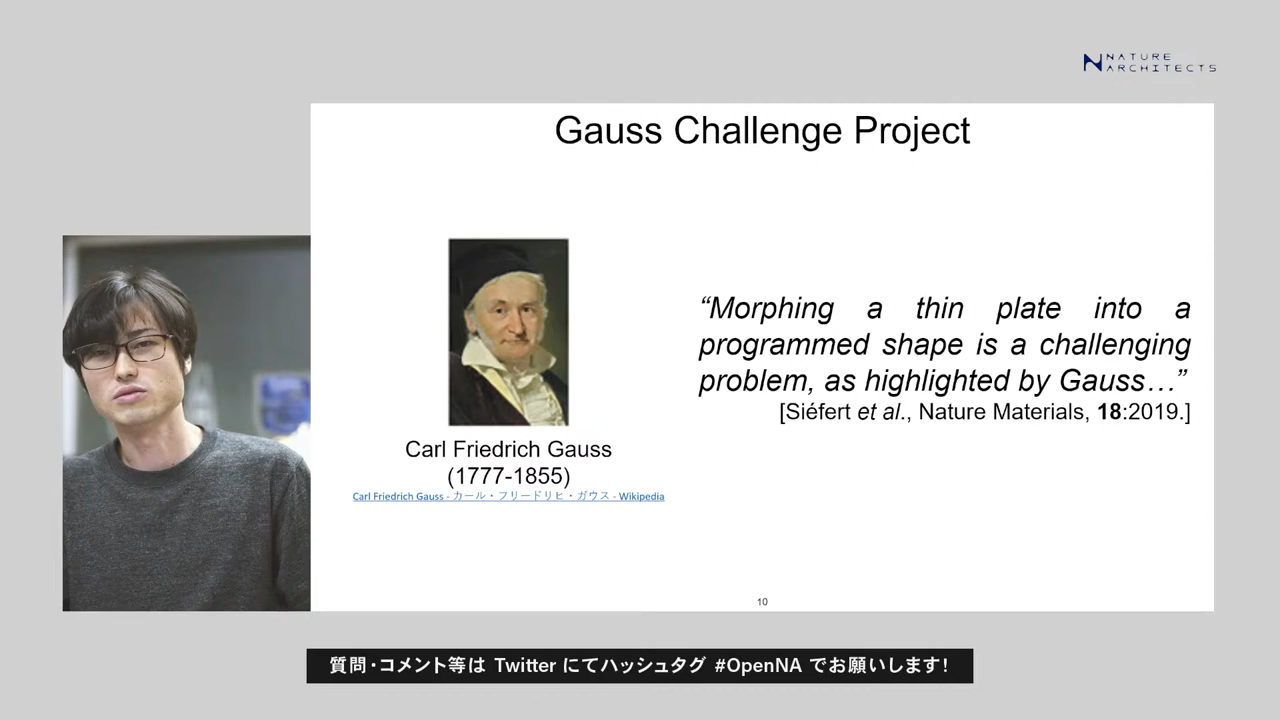 NATURE
ARCHITECTS
Gauss Challenge Project
“Morphing a thin plate into a
programmed shape is a challenging
problem, as highlighted by Gauss…”
[Siéfert et al., Nature Materials, 18:2019.]
Carl Friedrich Gauss
(1777-1855)
Carl Friedrich Gauss - カール・フリードリヒ・ガウス - Wikipedia
10
質問・コメント等は Twitter にてハッシュタグ #OpenNA でお願いします!